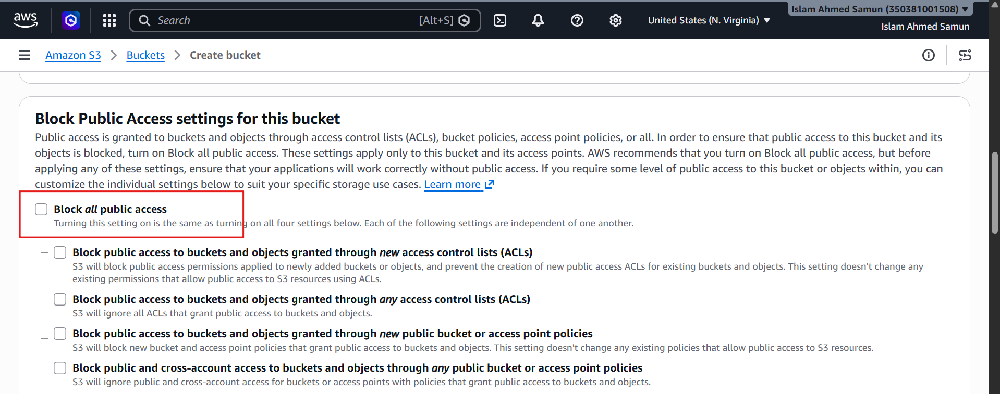 aws
Search
[Alt+S]
United States (N. Virginia) ▼
Islam Ahmed Samun (350381001508) ▼
Islam Ahmed Samun
Amazon S3 > Buckets > Create bucket
Block Public Access settings for this bucket
Public access is granted to buckets and objects through access control lists (ACLs), bucket policies, access point policies, or all. In order to ensure that public access to this bucket and its
objects is blocked, turn on Block all public access. These settings apply only to this bucket and its access points. AWS recommends that you turn on Block all public access, but before
applying any of these settings, ensure that your applications will work correctly without public access. If you require some level of public access to this bucket or objects within, you can
customize the individual settings below to suit your specific storage use cases. Learn more
Block all public access
Turning this setting on is the same as turning on all four settings below. Each of the following settings are independent of one another.
Block public access to buckets and objects granted through new access control lists (ACLs)
S3 will block public access permissions applied to newly added buckets or objects, and prevent the creation of new public access ACLs for existing buckets and objects. This setting doesn't change any
existing permissions that allow public access to S3 resources using ACLs.
Block public access to buckets and objects granted through any access control lists (ACLs)
S3 will ignore all ACLs that grant public access to buckets and objects.
Block public access to buckets and objects granted through new public bucket or access point policies
S3 will block new bucket and access point policies that grant public access to buckets and objects. This setting doesn't change any existing policies that allow public access to S3 resources.
Block public and cross-account access to buckets and objects through any public bucket or access point policies
S3 will ignore public and cross-account access for buckets or access points with policies that grant public access to buckets and objects.